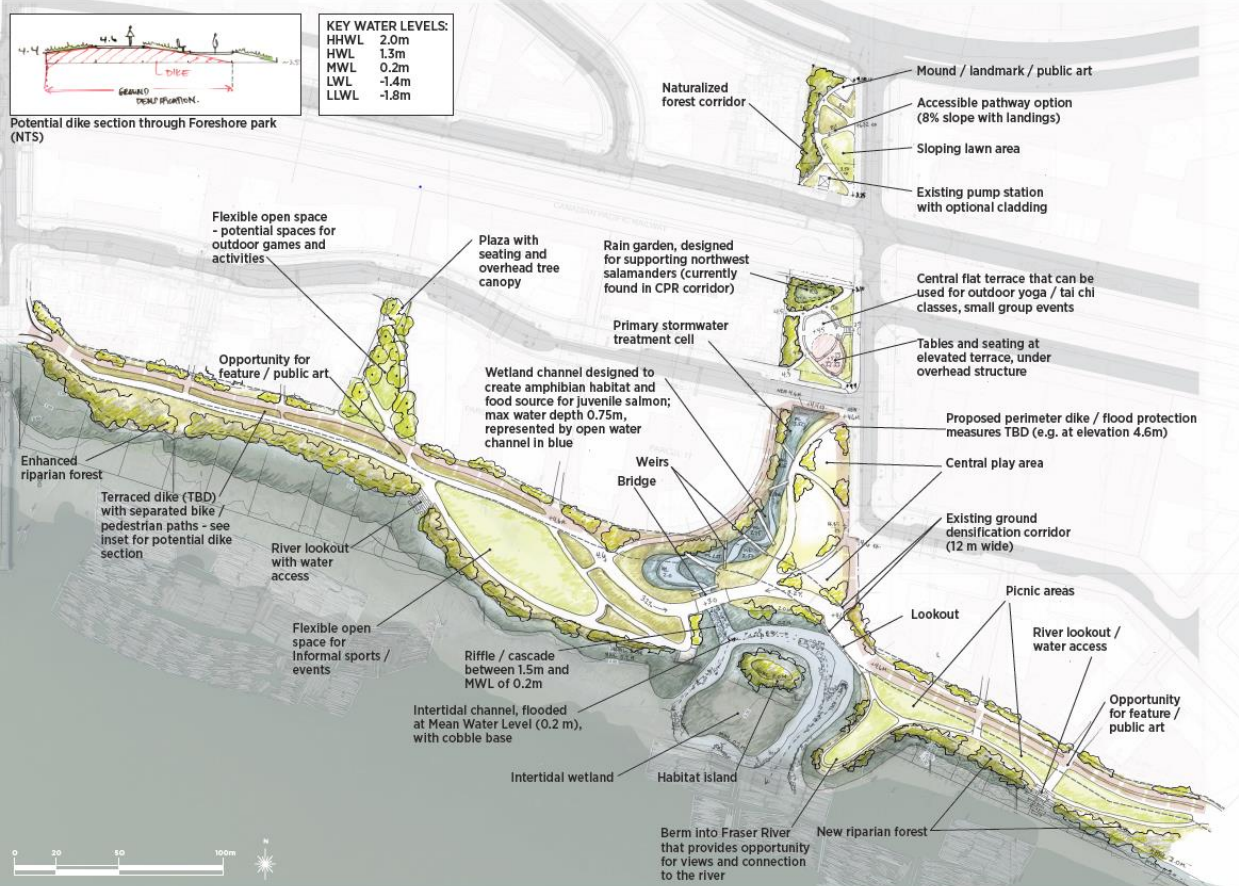 4.4
4.6
DIKE
GROUND
DENSIFICATION.
Potential dike section through Foreshore park
(NTS)
KEY WATER LEVELS:
HHWL 2.0m
HWL 1.3m
MWL 0.2m
LWL -1.4m
LLWL -1.8m
Naturalized
forest corridor
Mound / landmark / public art
Accessible pathway option
(8% slope with landings)
Sloping lawn area
Existing pump station
with optional cladding
Flexible open space
- potential spaces for
outdoor games and
activities
Plaza with
seating and
overhead tree
canopy
Rain garden, designed
for supporting northwest
salamanders (currently
found in CPR corridor)
Central flat terrace that can be
used for outdoor yoga / tai chi
classes, small group events
Primary stormwater
treatment cell
Tables and seating at
elevated terrace, under
overhead structure
Opportunity for
feature / public art
Wetland channel designed to
create amphibian habitat and
food source for juvenile salmon;
max water depth 0.75m,
represented by open water
channel in blue
Proposed perimeter dike / flood protection
measures TBD (e.g. at elevation 4.6m)
Central play area
Weirs
Bridge
Enhanced
riparian forest
Terraced dike (TBD)
with separated bike /
pedestrian paths - see
inset for potential dike
section
Existing ground
densification corridor
(12 m wide)
River lookout
with water
access
Picnic areas
Lookout
River lookout /
water access
Flexible open
space for
Informal sports /
events
Riffle / cascade
between 1.5m and
MWL of 0.2m
Opportunity
for feature /
public art
Intertidal channel, flooded
at Mean Water Level (0.2 m),
with cobble base
Intertidal wetland
Habitat island
Berm into Fraser River
that provides opportunity
for views and connection
to the river
New riparian forest
0 20 50 100m
N